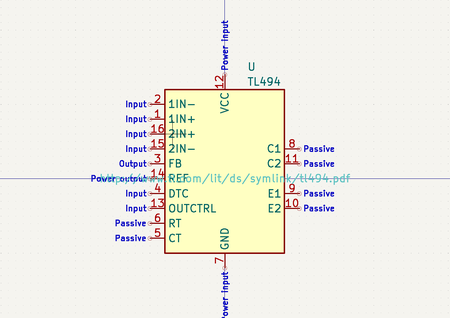 Power input
U
TL494
12
VCC
Input 2 1IN−
Input 1 1IN+
Input 16 2IN+
Input 15 2IN−
Output 3 FB
Power output 14 REF
Input 4 DTC
Input 13 OUTCTRL
Passive 6 RT
Passive 5 CT
C1 8 Passive
C2 11 Passive
.com/lit/ds/symlink/tl494.pdf
E1 9 Passive
E2 10 Passive
GND
7
Power input